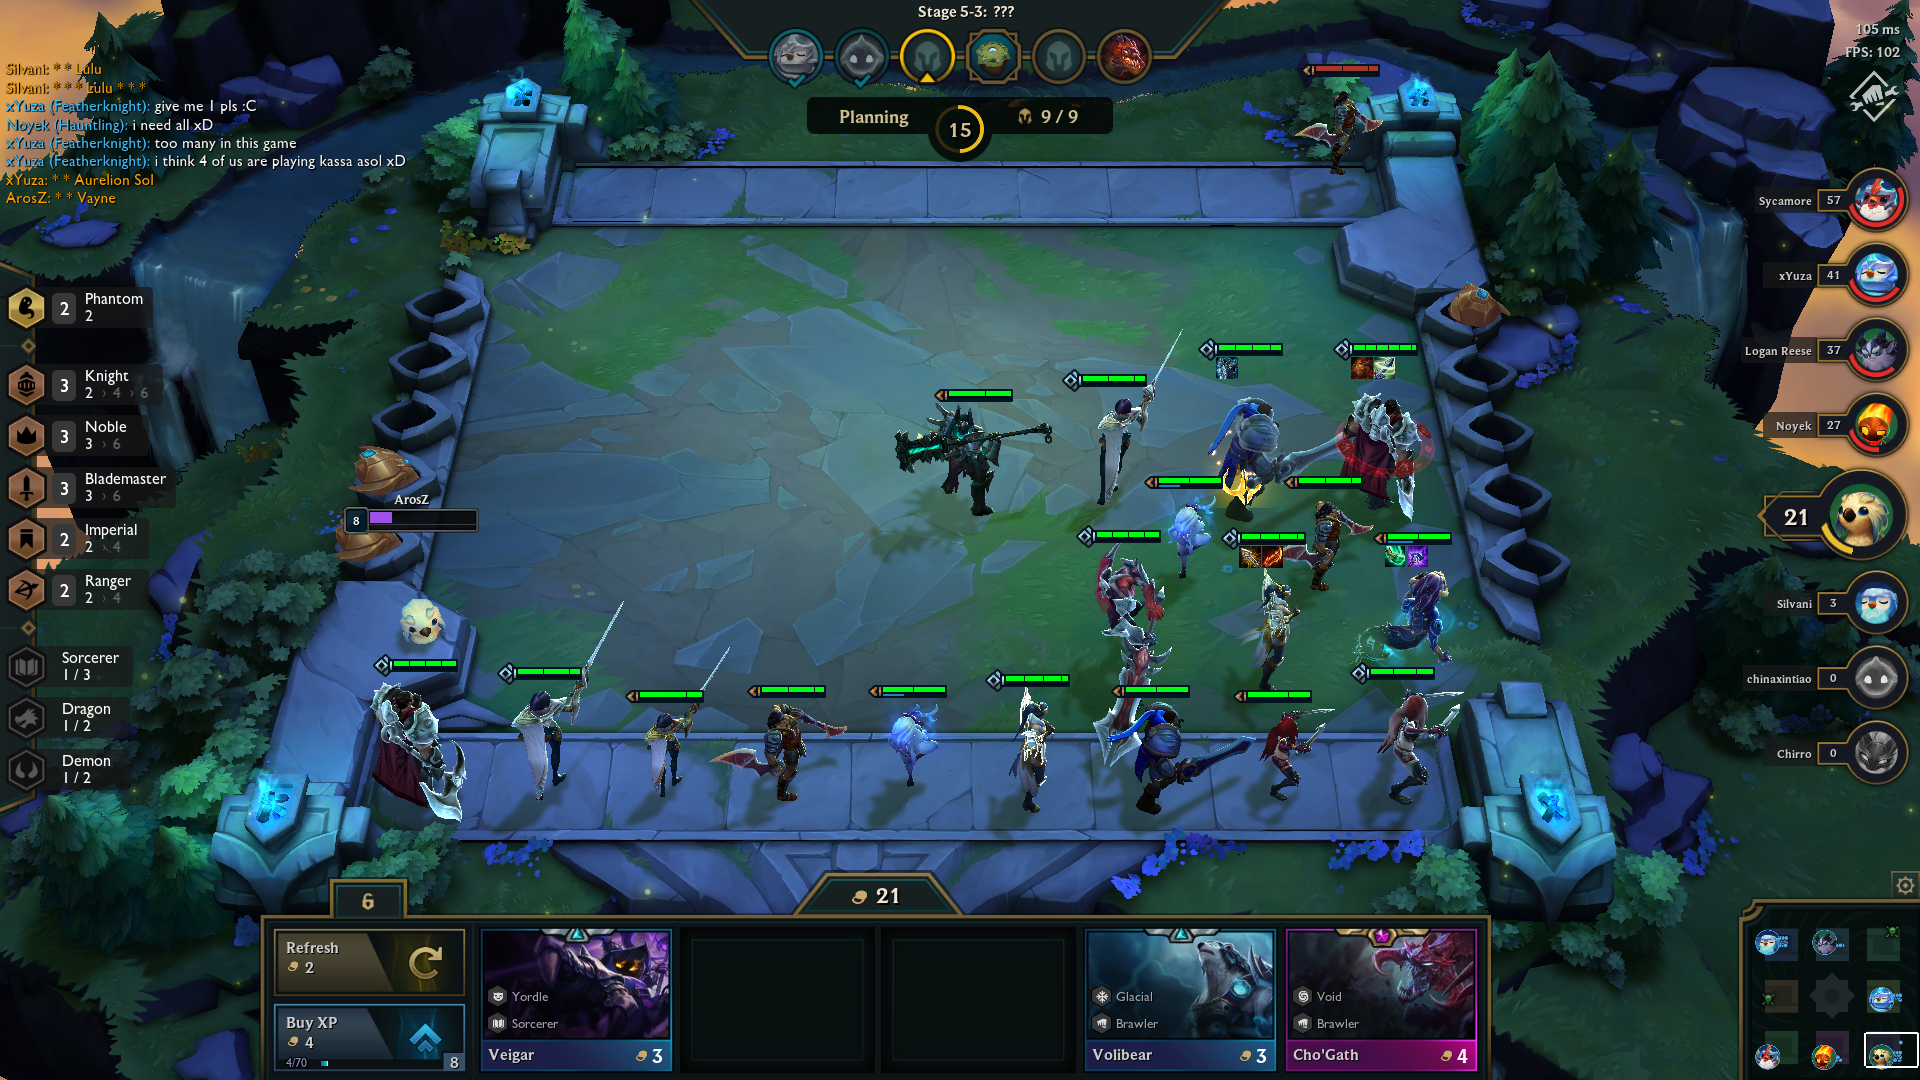 Stage 5-3: ???
105 ms
FPS: 102
Silvani: * * Lulu
Silvani: * * * Lulu * * *
xYuza (Featherknight): give me 1 pls :C
Noyek (Hauntling): i need all xD
xYuza (Featherknight): too many in this game
xYuza (Featherknight): i think 4 of us are playing kassa asol xD
xYuza: * * Aurelion Sol
ArosZ: * * Vayne
Planning
15
9 / 9
Sycamore 57
xYuza 41
Logan Reese 37
Noyek 27
21
Silvani 3
chinaxintiao 0
Chirro 0
2 Phantom
2
3 Knight
2 › 4 › 6
3 Noble
3 › 6
3 Blademaster
3 › 6
2 Imperial
2 › 4
2 Ranger
2 › 4
Sorcerer
1 / 3
Dragon
1 / 2
Demon
1 / 2
ArosZ
8
6
21
Refresh
2
Buy XP
4
4/70
8
Yordle
Sorcerer
Veigar 3
Glacial
Brawler
Volibear 3
Void
Brawler
Cho'Gath 4